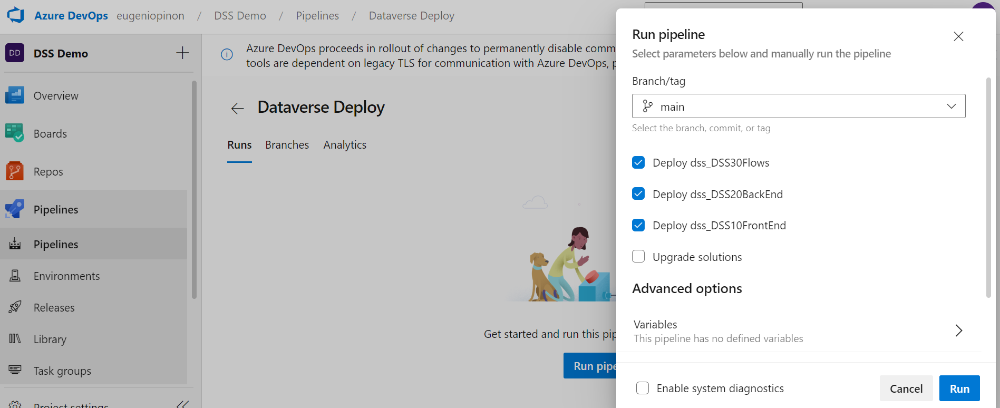 Azure DevOps eugeniopinon / DSS Demo / Pipelines / Dataverse Deploy
DD DSS Demo
Overview
Boards
Repos
Pipelines
Pipelines
Environments
Releases
Library
Task groups
Project settings
Azure DevOps proceeds in rollout of changes to permanently disable comm
tools are dependent on legacy TLS for communication with Azure DevOps, p
Dataverse Deploy
Runs Branches Analytics
Get started and run this pip
Run pipe
Run pipeline
Select parameters below and manually run the pipeline
Branch/tag
main
Select the branch, commit, or tag
Deploy dss_DSS30Flows
Deploy dss_DSS20BackEnd
Deploy dss_DSS10FrontEnd
Upgrade solutions
Advanced options
Variables
This pipeline has no defined variables
Enable system diagnostics
Cancel Run